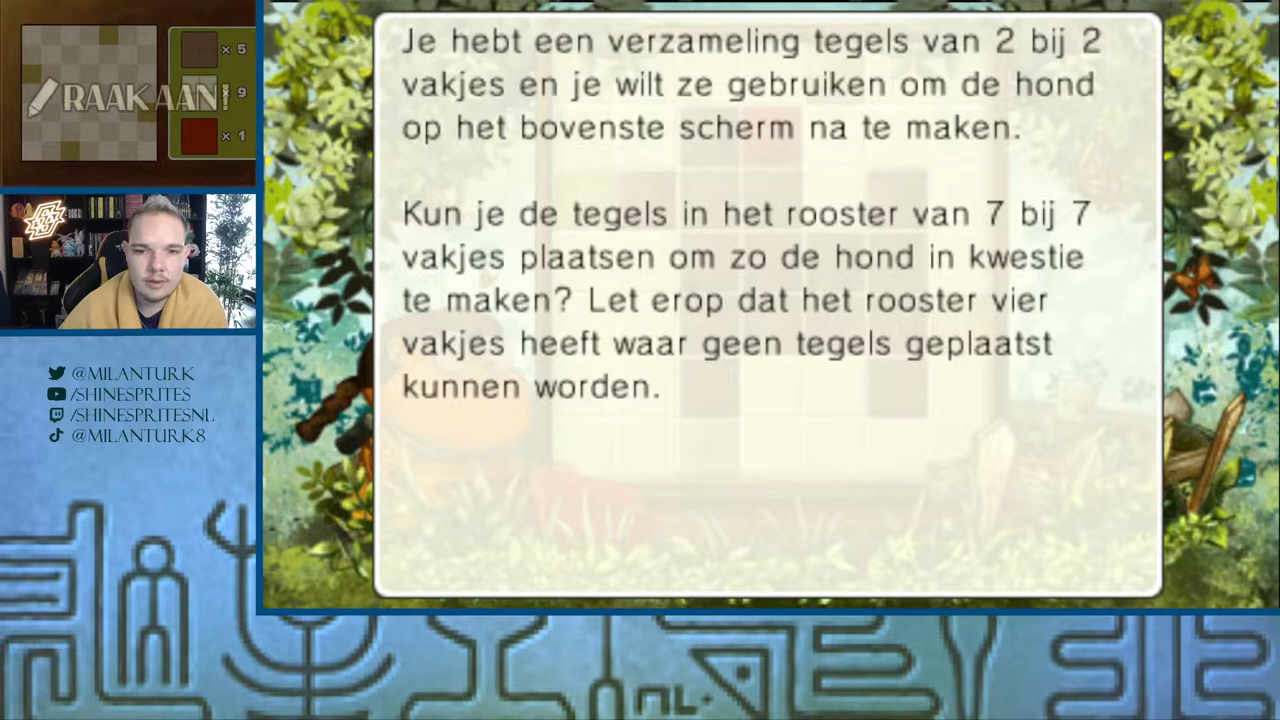 RAAK AAN!
x 5
x 9
x 1
Je hebt een verzameling tegels van 2 bij 2
vakjes en je wilt ze gebruiken om de hond
op het bovenste scherm na te maken.
Kun je de tegels in het rooster van 7 bij 7
vakjes plaatsen om zo de hond in kwestie
te maken? Let erop dat het rooster vier
vakjes heeft waar geen tegels geplaatst
kunnen worden.
@MILANTURK
/SHINESPRITES
/SHINESPRITESNL
@MILANTURK8